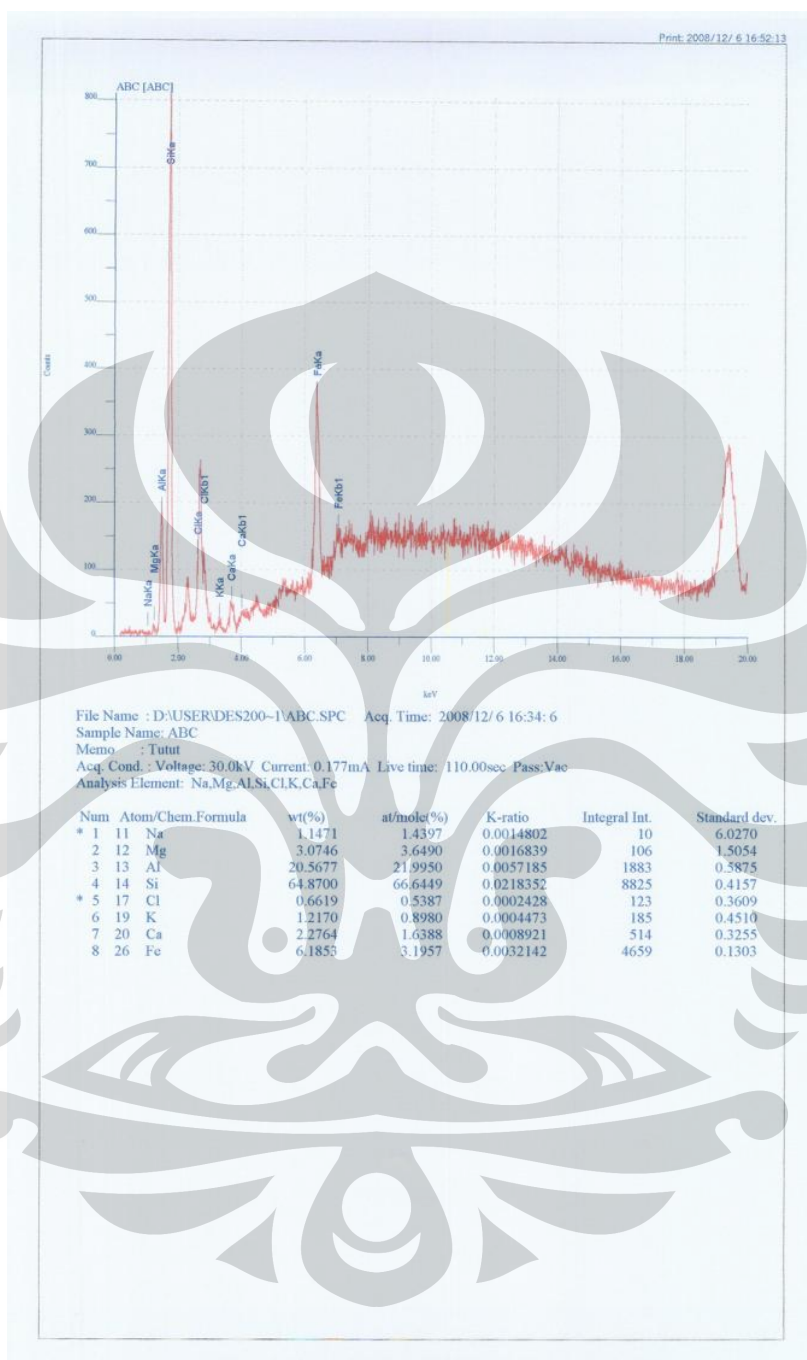 Print: 2008/12/ 6 16:52:13
ABC [ABC]
800
700
600
500
400
300
200
100
0
Counts
SiKa
FeKa
AlKa
ClKb1
ClKa
MgKa
NaKa
KKa
CaKa
CaKb1
FeKb1
0.00 2.00 4.00 6.00 8.00 10.00 12.00 14.00 16.00 18.00 20.00
keV
File Name : D:\USER\DES200~1\ABC.SPC Acq. Time: 2008/12/ 6 16:34: 6
Sample Name: ABC
Memo : Tutut
Acq. Cond. : Voltage: 30.0kV Current: 0.177mA Live time: 110.00sec Pass:Vac
Analysis Element: Na,Mg,Al,Si,Cl,K,Ca,Fe
Num Atom/Chem.Formula wt(%) at/mole(%) K-ratio Integral Int. Standard dev.
* 1 11 Na 1.1471 1.4397 0.0014802 10 6.0270
2 12 Mg 3.0746 3.6490 0.0016839 106 1.5054
3 13 Al 20.5677 21.9950 0.0057185 1883 0.5875
4 14 Si 64.8700 66.6449 0.0218352 8825 0.4157
* 5 17 Cl 0.6619 0.5387 0.0002428 123 0.3609
6 19 K 1.2170 0.8980 0.0004473 185 0.4510
7 20 Ca 2.2764 1.6388 0.0008921 514 0.3255
8 26 Fe 6.1853 3.1957 0.0032142 4659 0.1303